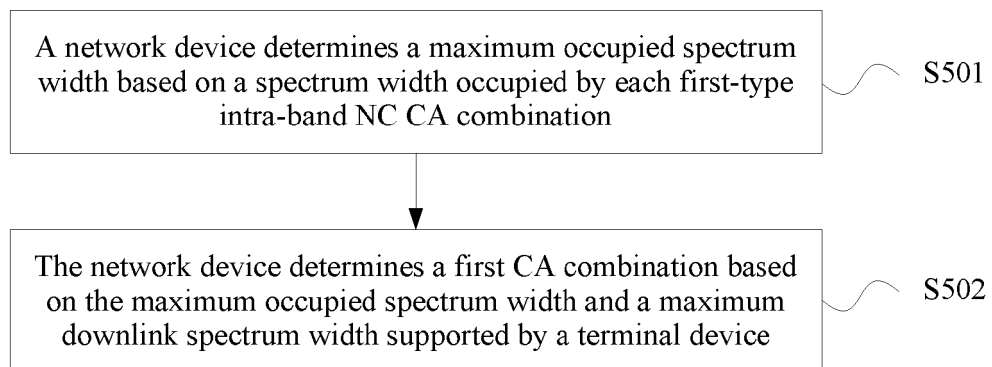 A network device determines a maximum occupied spectrum
width based on a spectrum width occupied by each first-type
intra-band NC CA combination
S501
The network device determines a first CA combination based
on the maximum occupied spectrum width and a maximum
downlink spectrum width supported by a terminal device
S502